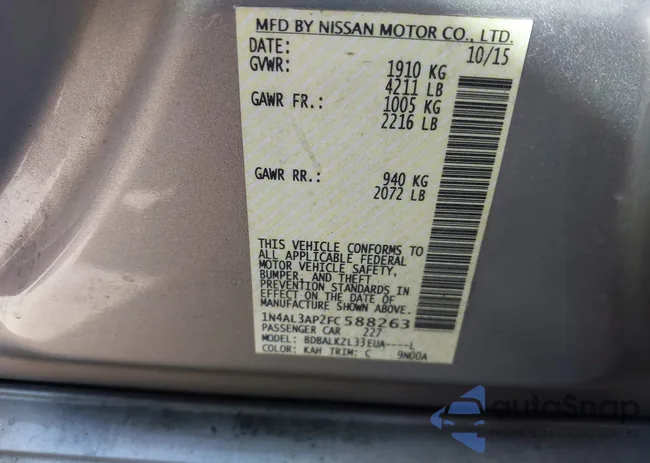 MFD BY NISSAN MOTOR CO., LTD.
DATE: 10/15
GVWR: 1910 KG
4211 LB
GAWR FR.: 1005 KG
2216 LB
GAWR RR.: 940 KG
2072 LB
THIS VEHICLE CONFORMS TO
ALL APPLICABLE FEDERAL
MOTOR VEHICLE SAFETY,
BUMPER, AND THEFT
PREVENTION STANDARDS IN
EFFECT ON THE DATE OF
MANUFACTURE SHOWN ABOVE.
1N4AL3AP2FC588263
PASSENGER CAR 227
MODEL: BDBALKZL33EUA----L
COLOR: KAH TRIM: C 9N00A
autoSnap